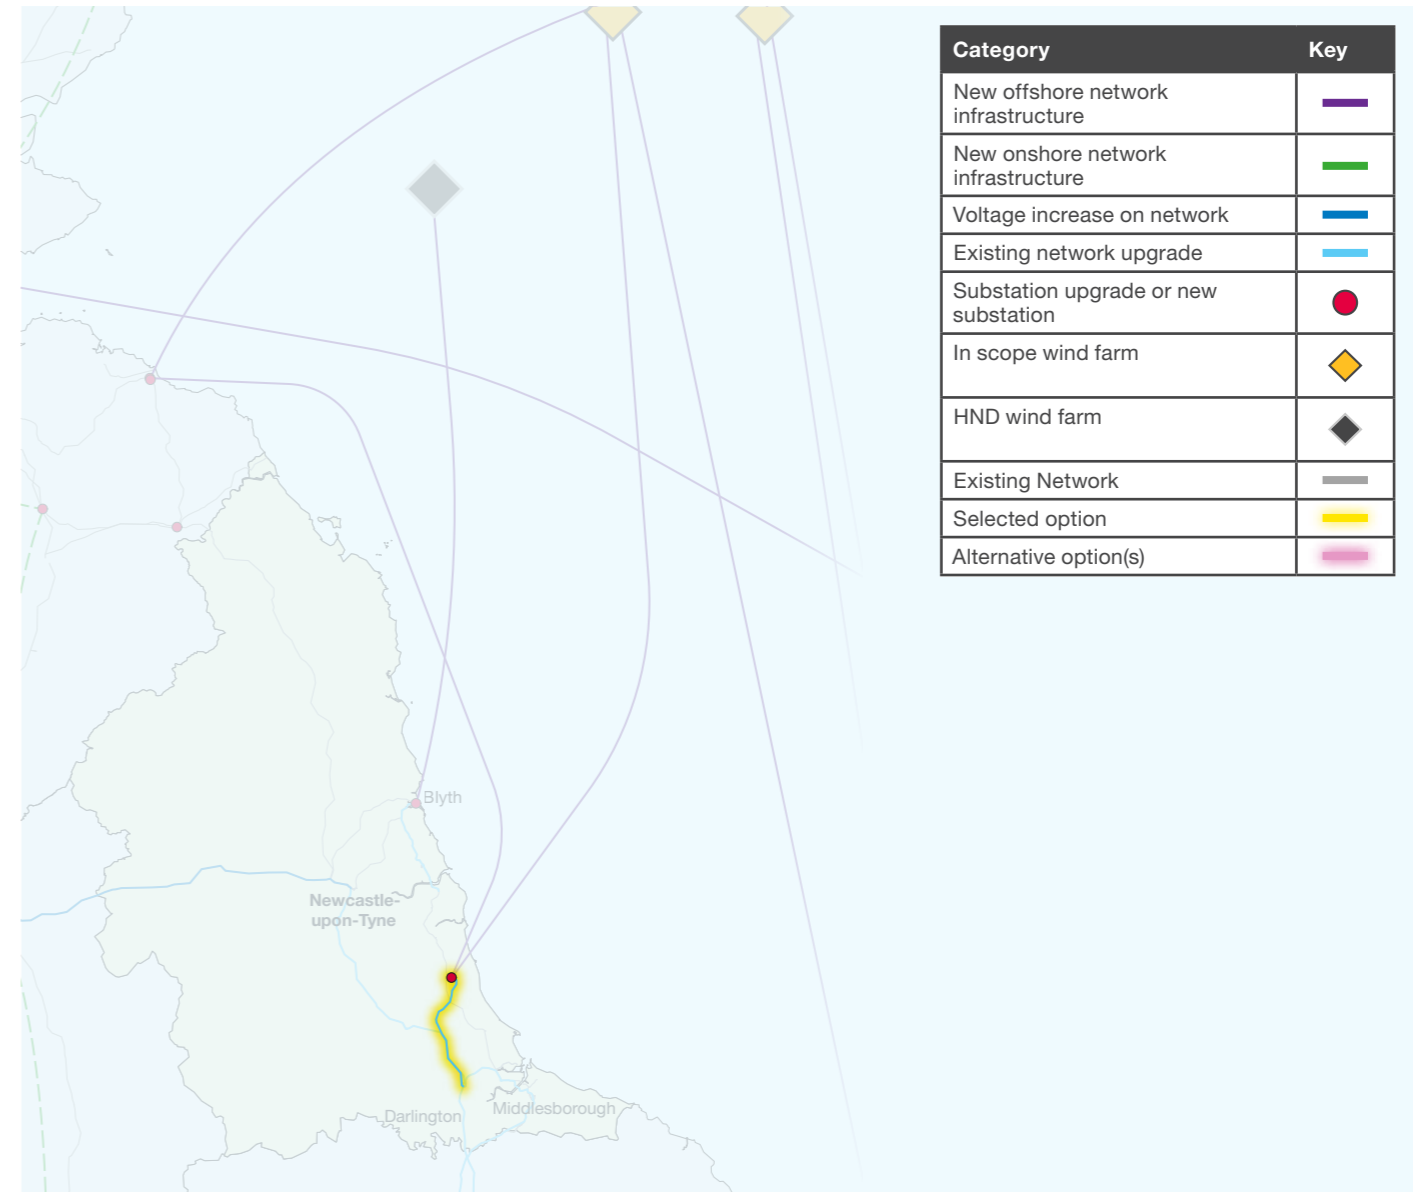 Category Key
New offshore network
infrastructure
New onshore network
infrastructure
Voltage increase on network
Existing network upgrade
Substation upgrade or new
substation
In scope wind farm
HND wind farm
Existing Network
Selected option
Alternative option(s)
Blyth
Newcastle-
upon-Tyne
Darlington
Middlesborough